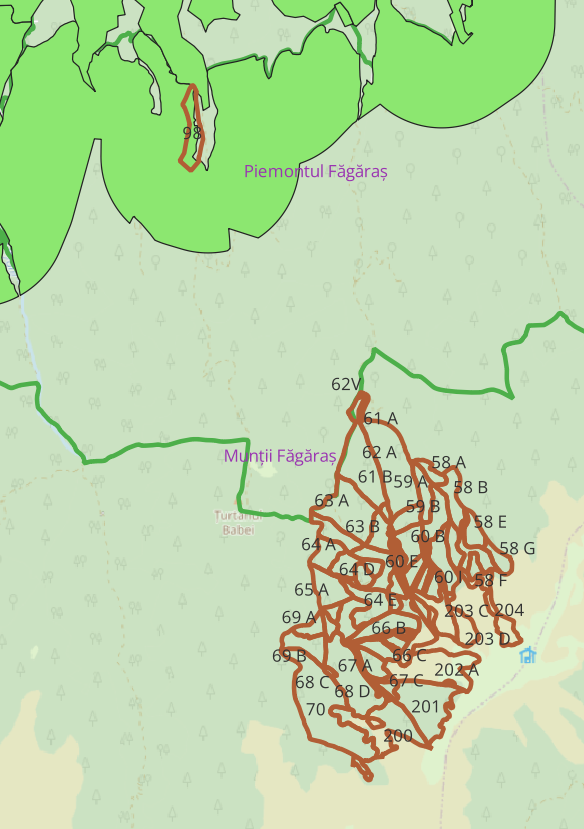 98
Piemontul Făgăraș
62V
61 A
62 A
Munții Făgăraș
58 A
61 B
59 A
58 B
63 A
59 B
63 B
58 E
60 B
64 A
58 G
60 E
64 D
60 I
58 F
65 A
64 E
203 C
204
69 A
66 B
203 D
69 B
66 C
67 A
202 A
68 C
67 C
68 D
70
201
200